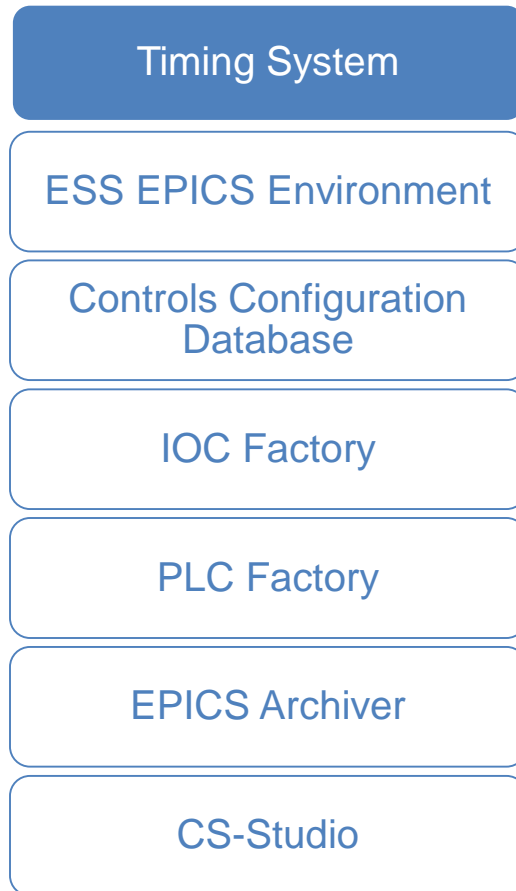 Timing System
ESS EPICS Environment
Controls Configuration
Database
IOC Factory
PLC Factory
EPICS Archiver
CS-Studio